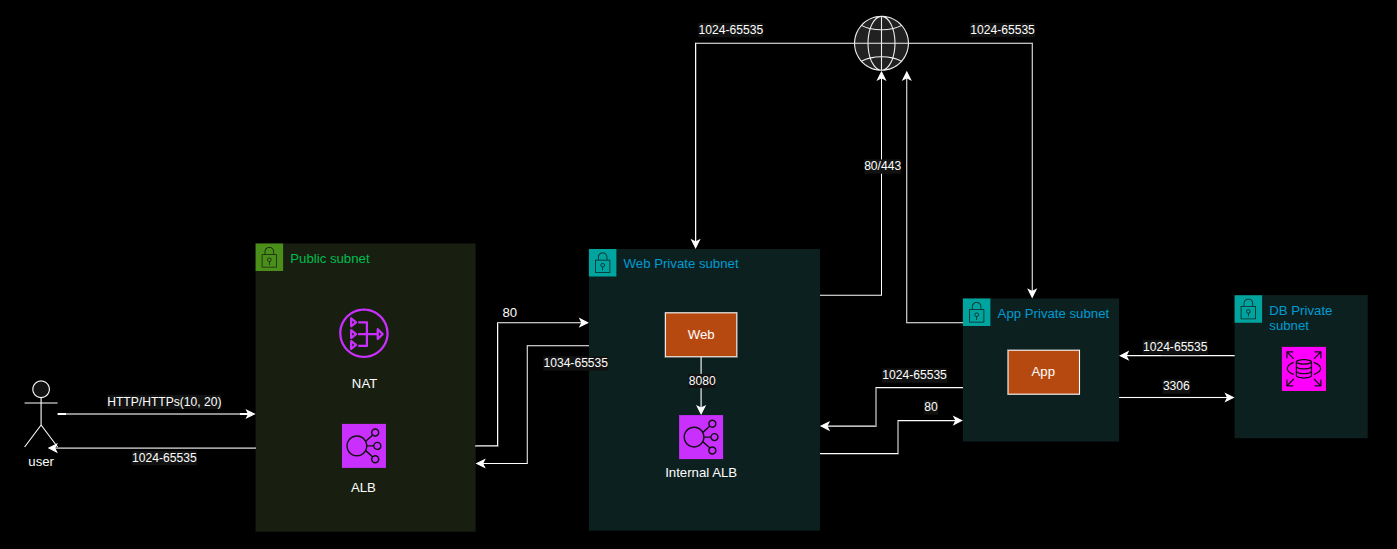 1024-65535
1024-65535
80/443
Public subnet
Web Private subnet
DB Private
subnet
App Private subnet
80
Web
1024-65535
1034-65535
App
NAT
8080
1024-65535
3306
HTTP/HTTPs(10, 20)
80
1024-65535
user
Internal ALB
ALB